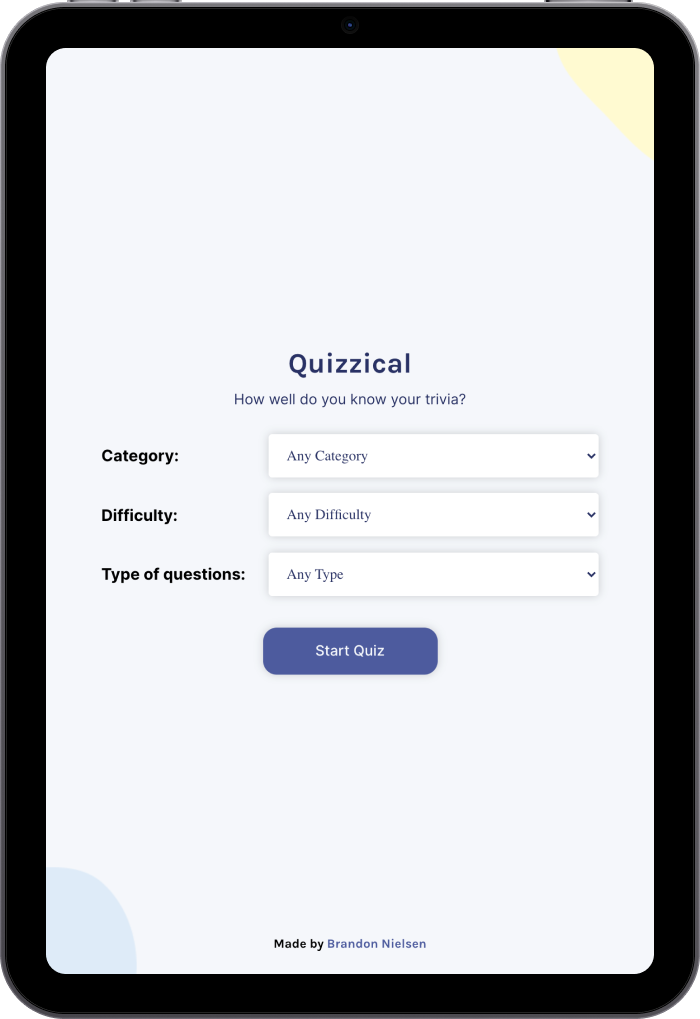 Quizzical
How well do you know your trivia?
Category: Any Category
Difficulty: Any Difficulty
Type of questions: Any Type
Start Quiz
Made by Brandon Nielsen